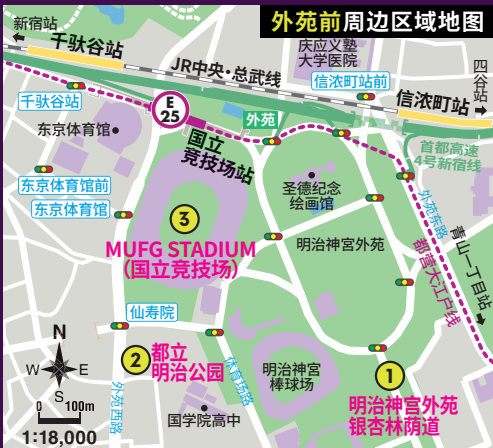 外苑前周边区域地图
新宿站
千驮谷站
JR中央・总武线
庆应义塾
大学医院
信浓町站前
四谷站
信浓町站
千驮谷站
E
25
外苑
国立
竞技场站
首都高速
4号新宿线
东京体育馆
东京体育馆前
东京体育馆
圣德纪念
绘画馆
外苑东路
青山一丁目站
都营大江户线
3
MUFG STADIUM
（国立竞技场）
明治神宫外苑
仙寿院
2
都立
明治公园
体育场路
明治神宫
棒球场
1
明治神宫外苑
银杏林荫道
外苑西路
国学院高中
N
W
E
S
0
100m
1:18,000